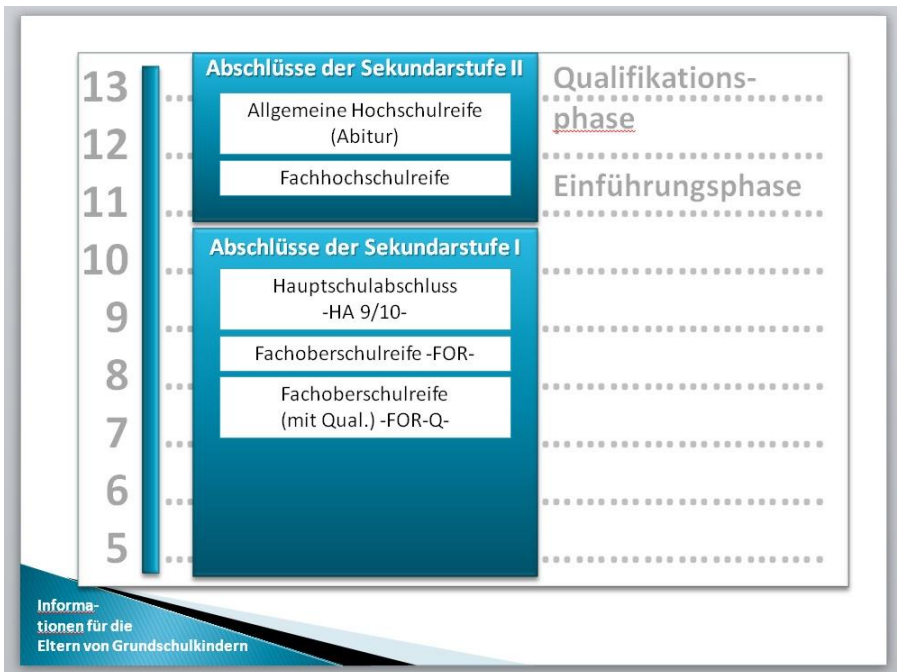 13
12
11
10
9
8
7
6
5
Abschlüsse der Sekundarstufe II
Allgemeine Hochschulreife
(Abitur)
Fachhochschulreife
Abschlüsse der Sekundarstufe I
Hauptschulabschluss
-HA 9/10-
Fachoberschulreife -FOR-
Fachoberschulreife
(mit Qual.) -FOR-Q-
Qualifikations-
phase
Einführungsphase
Informa-
tionen für die
Eltern von Grundschulkindern